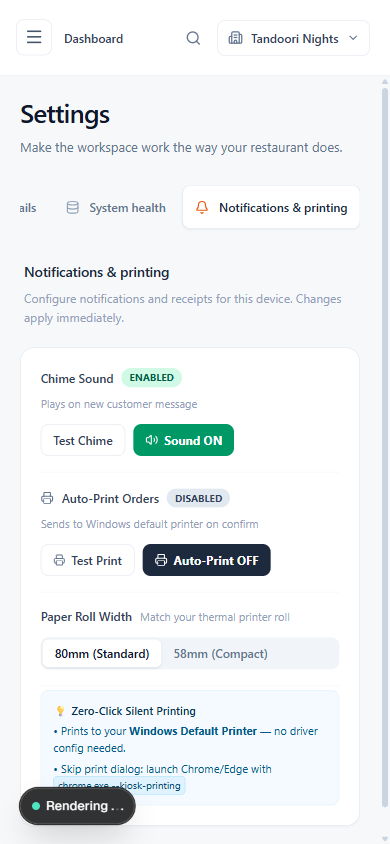 Dashboard
Tandoori Nights
Settings
Make the workspace work the way your restaurant does.
ails
System health
Notifications & printing
Notifications & printing
Configure notifications and receipts for this device. Changes
apply immediately.
Chime Sound ENABLED
Plays on new customer message
Test Chime
Sound ON
Auto-Print Orders DISABLED
Sends to Windows default printer on confirm
Test Print
Auto-Print OFF
Paper Roll Width Match your thermal printer roll
80mm (Standard)
58mm (Compact)
💡 Zero-Click Silent Printing
• Prints to your Windows Default Printer — no driver
config needed.
• Skip print dialog: launch Chrome/Edge with
chrome.exe --kiosk-printing
Rendering ...